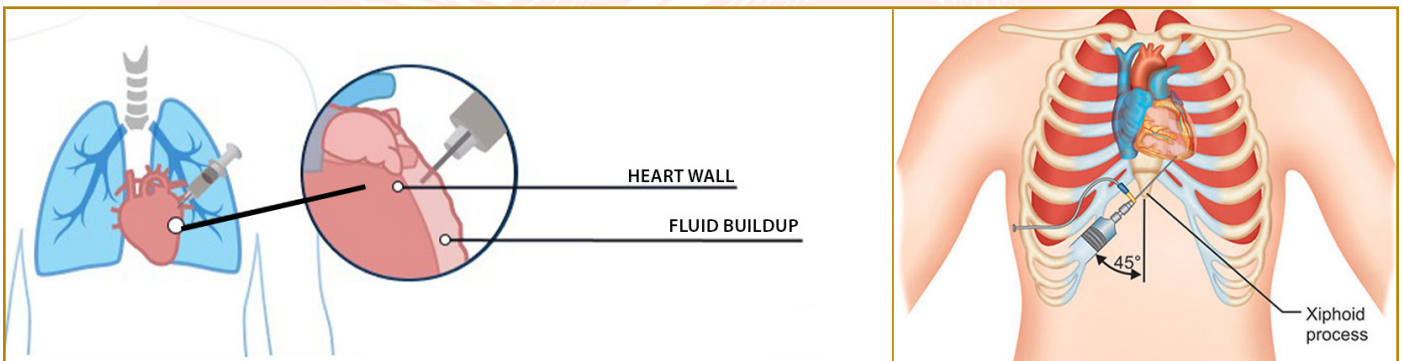 HEART WALL
FLUID BUILDUP
45°
Xiphoid
process